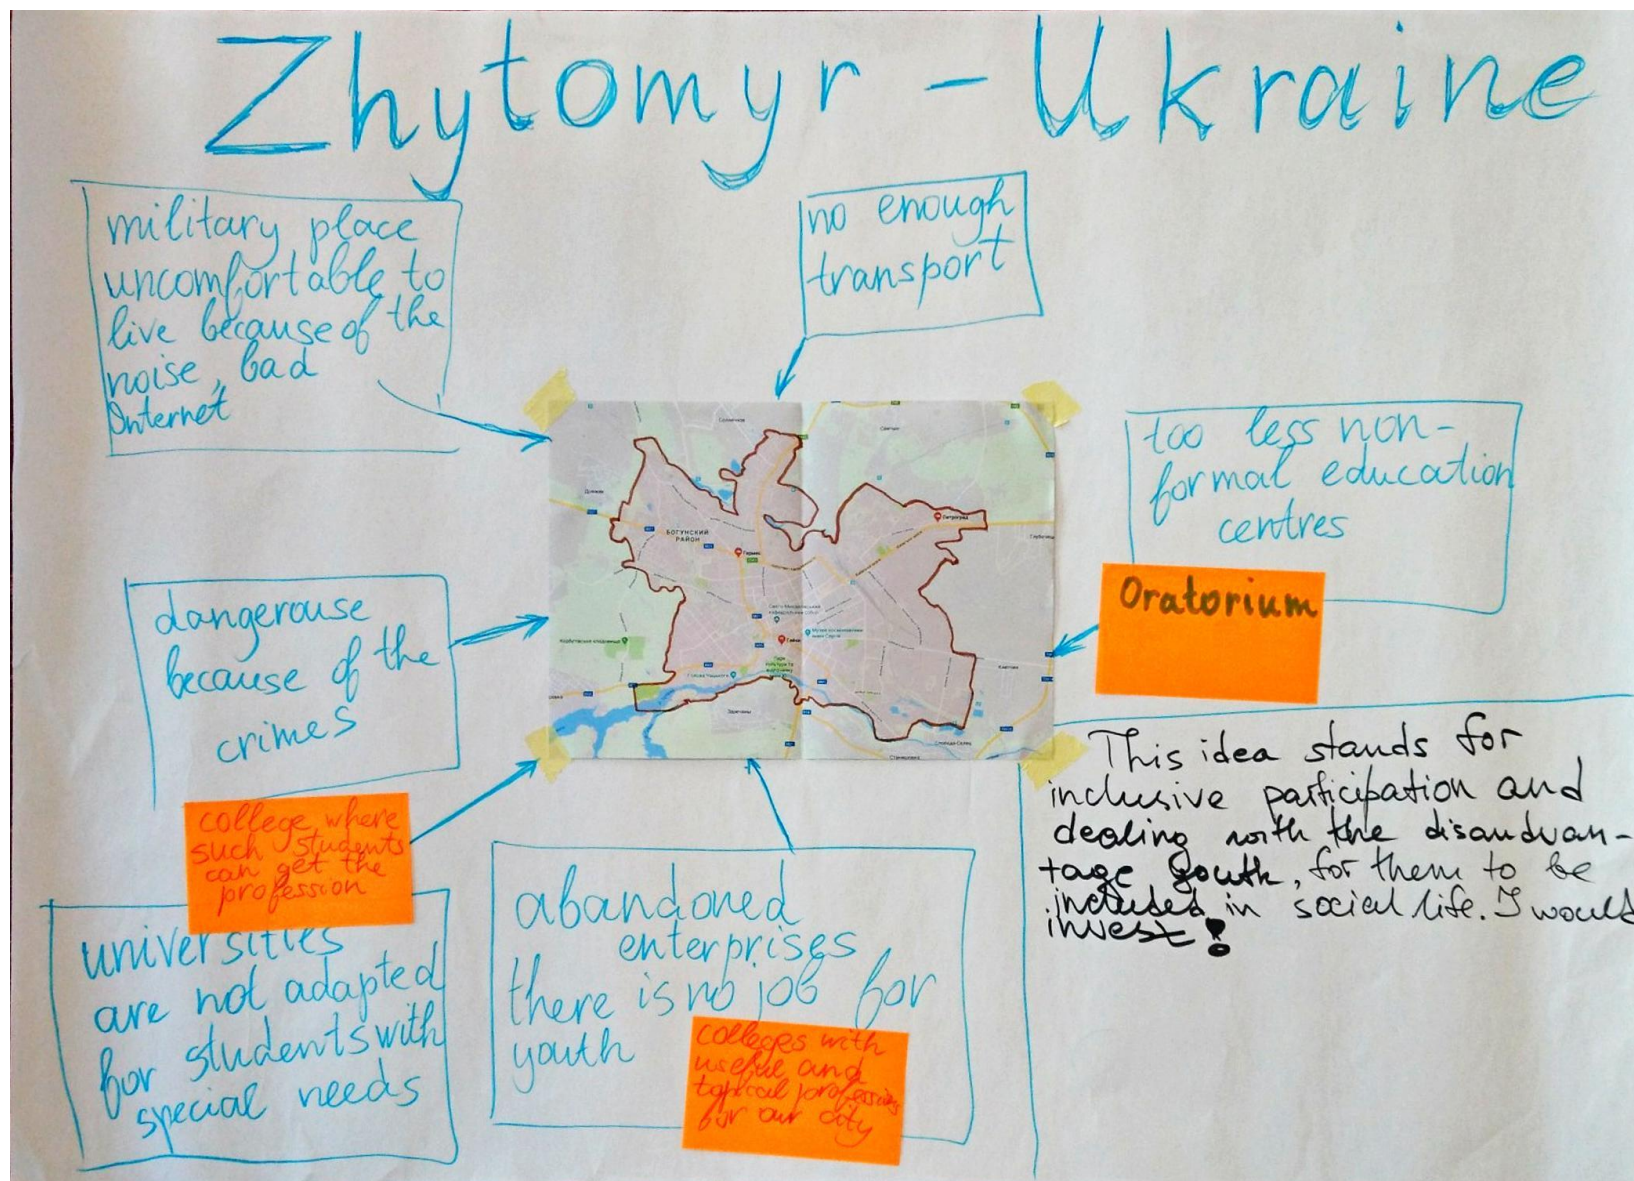 Zhytomyr - Ukraine
military place
uncomfortable to
live because of the
noise, bad
Internet
no enough
transport
too less non-
formal education
centres
Oratorium
dangerouse
because of the
crimes
college where
such students
can get the
profession
universities
are not adapted
for students with
special needs
abandoned
enterprises
there is no job for
youth
colleges with
useful and
topical professions
for our city
This idea stands for
inclusive participation and
dealing with the disandvan-
tage youth, for them to be
included in social life. I would
invest!
БОГУНСКИЙ
РАЙОН